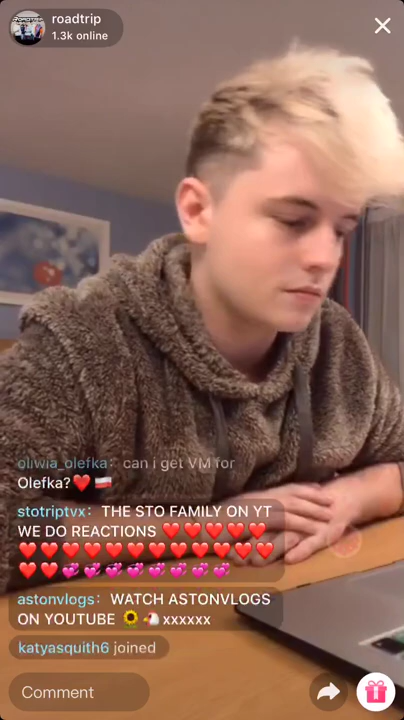 roadtrip
1.3k online
oliwia_olefka: can i get VM for
Olefka?❤️🇵🇱
stotriptvx: THE STO FAMILY ON YT
WE DO REACTIONS ❤️❤️❤️❤️❤️
❤️❤️❤️❤️❤️❤️❤️❤️❤️❤️❤️❤️
❤️❤️💞💞💞💞💞💞💞💞
astonvlogs: WATCH ASTONVLOGS
ON YOUTUBE 🌻🐔xxxxxx
katyasquith6 joined
Comment